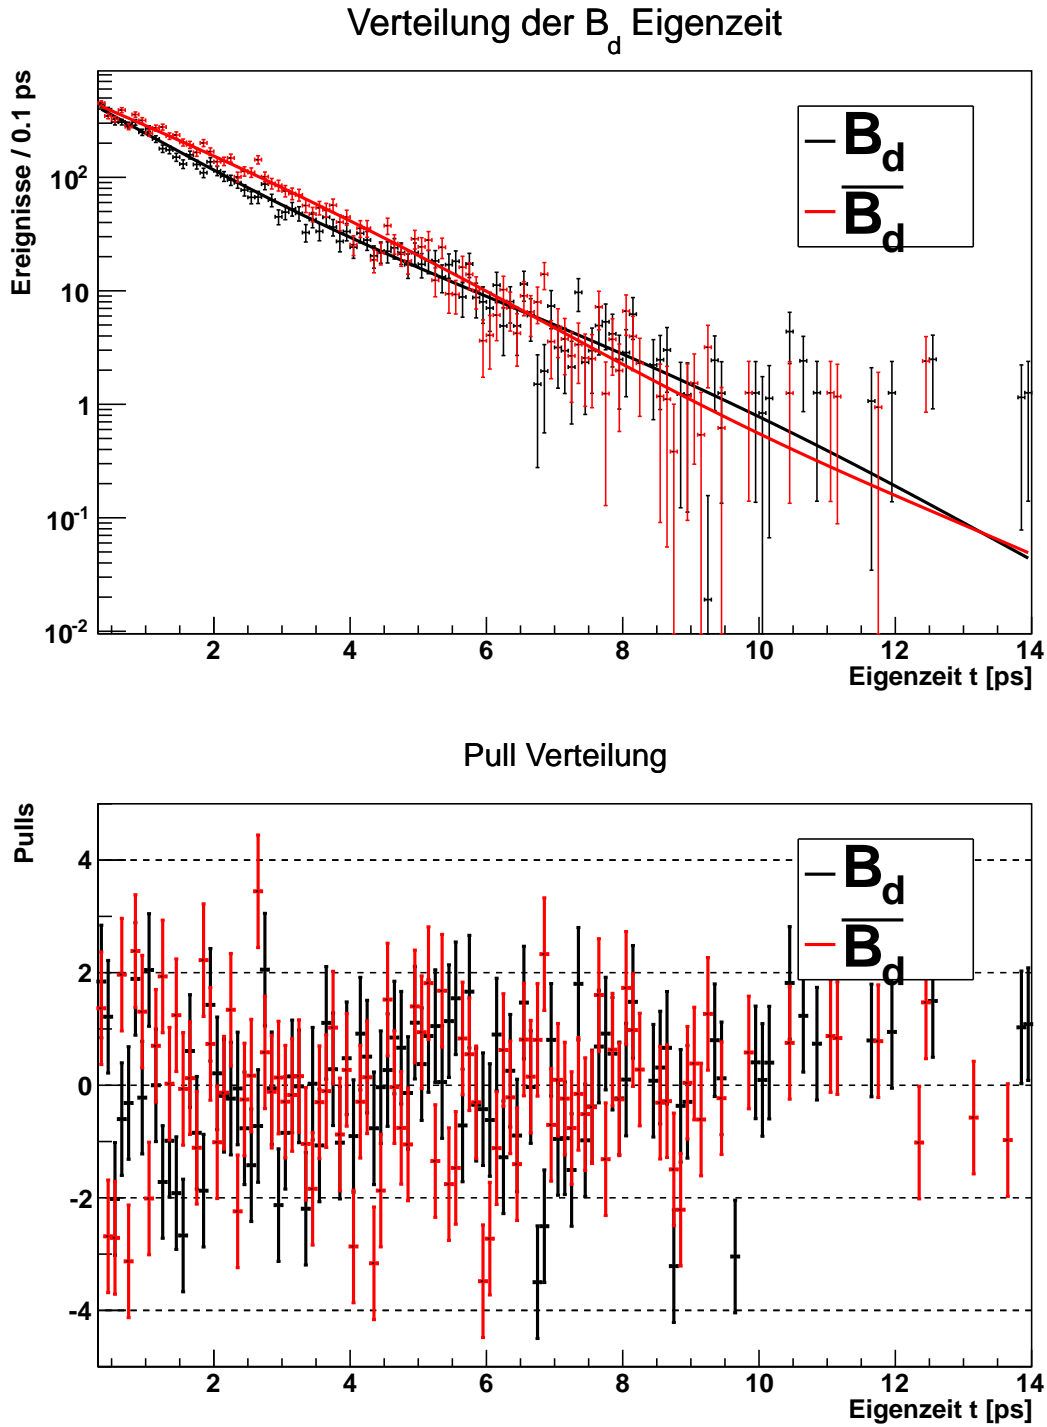 Verteilung der B_d Eigenzeit
Ereignisse / 0.1 ps
10^2
10
1
10^-1
10^-2
2 4 6 8 10 12 14
Eigenzeit t [ps]
B_d
B̅_d̅
Pull Verteilung
Pulls
4
2
0
-2
-4
2 4 6 8 10 12 14
Eigenzeit t [ps]
B_d
B̅_d̅